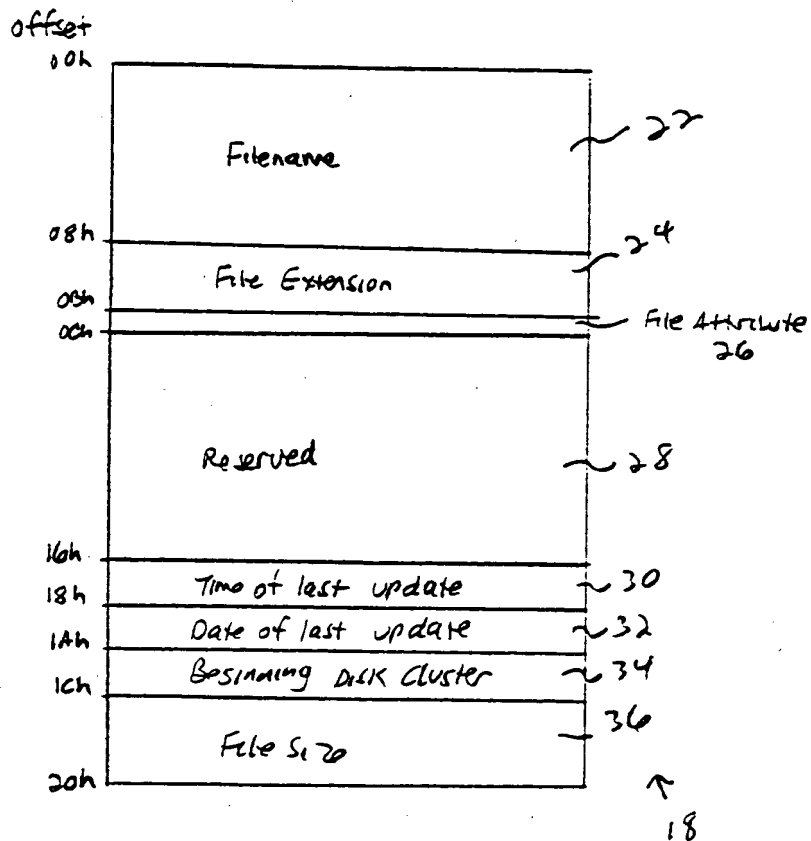 offset
00h
Filename
22
08h
24
File Extension
0Bh
0Ch
File Attribute
26
Reserved
28
16h
Time of last update
30
18h
Date of last update
32
1Ah
Beginning Disk Cluster
34
1Ch
36
File Size
20h
18